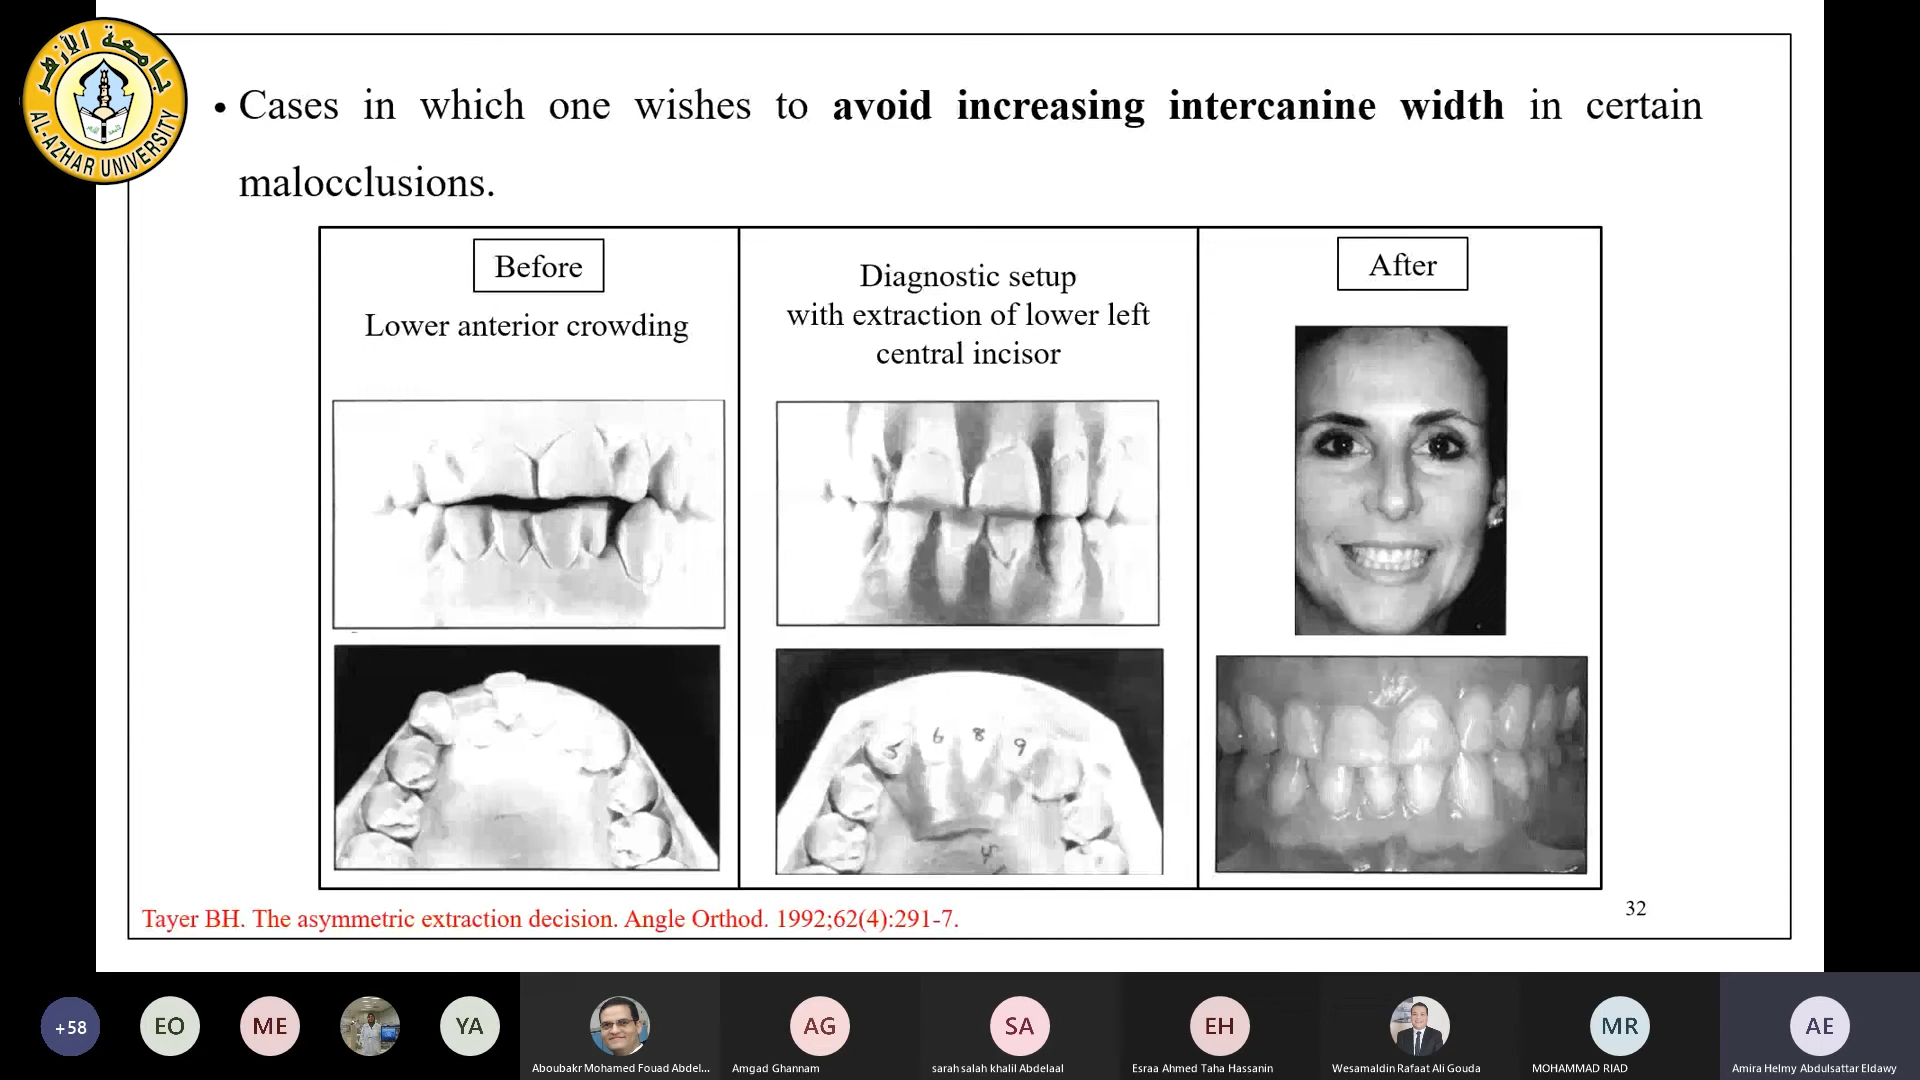 جامعة الأزهر
AL-AZHAR UNIVERSITY
• Cases in which one wishes to avoid increasing intercanine width in certain
malocclusions.
Before
Lower anterior crowding
Diagnostic setup
with extraction of lower left
central incisor
After
5 6 8 9
Tayer BH. The asymmetric extraction decision. Angle Orthod. 1992;62(4):291-7.
32
+58
EO
ME
YA
Aboubakr Mohamed Fouad Abdel...
AG
Amgad Ghannam
SA
sarah salah khalil Abdelaal
EH
Esraa Ahmed Taha Hassanin
Wesamaldin Rafaat Ali Gouda
MR
MOHAMMAD RIAD
AE
Amira Helmy Abdulsattar Eldawy